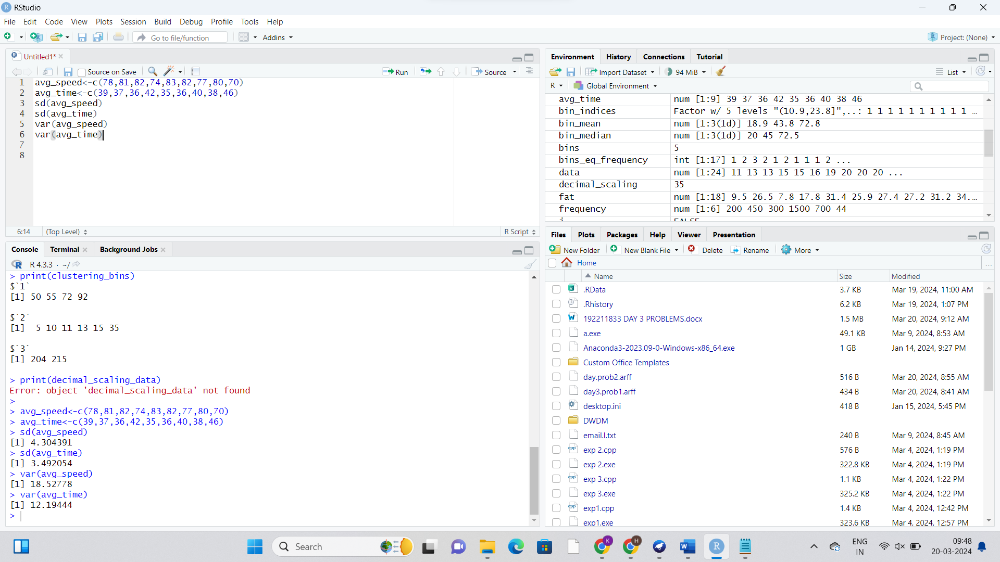 RStudio
File Edit Code View Plots Session Build Debug Profile Tools Help
Go to file/function Addins Project: (None)
Untitled1*
Source on Save Run Source
1 avg_speed<-c(78,81,82,74,83,82,77,80,70)
2 avg_time<-c(39,37,36,42,35,36,40,38,46)
3 sd(avg_speed)
4 sd(avg_time)
5 var(avg_speed)
6 var(avg_time)
7
8
6:14 (Top Level) R Script
Console Terminal Background Jobs
R 4.3.3 · ~/
> print(clustering_bins)
$`1`
[1] 50 55 72 92
$`2`
[1]  5 10 11 13 15 35
$`3`
[1] 204 215
> print(decimal_scaling_data)
Error: object 'decimal_scaling_data' not found
>
> avg_speed<-c(78,81,82,74,83,82,77,80,70)
> avg_time<-c(39,37,36,42,35,36,40,38,46)
> sd(avg_speed)
[1] 4.304391
> sd(avg_time)
[1] 3.492054
> var(avg_speed)
[1] 18.52778
> var(avg_time)
[1] 12.19444
>
Environment History Connections Tutorial
Import Dataset 94 MiB List
R Global Environment
avg_time num [1:9] 39 37 36 42 35 36 40 38 46
bin_indices Factor w/ 5 levels "(10.9,23.8]",..: 1 1 1 1 1 1 1 1 1 1 …
bin_mean num [1:3(1d)] 18.9 43.8 72.8
bin_median num [1:3(1d)] 20 45 72.5
bins 5
bins_eq_frequency int [1:17] 1 2 3 2 1 2 1 1 1 2 ...
data num [1:24] 11 13 13 15 15 16 19 20 20 20 ...
decimal_scaling 35
fat num [1:18] 9.5 26.5 7.8 17.8 31.4 25.9 27.4 27.2 31.2 34.…
frequency num [1:6] 200 450 300 1500 700 44
i FALSE
Files Plots Packages Help Viewer Presentation
New Folder New Blank File Delete Rename More
Home ...
Name Size Modified
.RData 3.7 KB Mar 19, 2024, 11:00 AM
.Rhistory 6.2 KB Mar 19, 2024, 1:07 PM
192211833 DAY 3 PROBLEMS.docx 1.5 MB Mar 20, 2024, 9:12 AM
a.exe 49.1 KB Mar 9, 2024, 8:53 AM
Anaconda3-2023.09-0-Windows-x86_64.exe 1 GB Jan 14, 2024, 9:27 PM
Custom Office Templates
day.prob2.arff 516 B Mar 20, 2024, 8:55 AM
day3.prob1.arff 434 B Mar 20, 2024, 8:41 AM
desktop.ini 418 B Jan 15, 2024, 5:45 PM
DWDM
email.l.txt 240 B Mar 9, 2024, 8:45 AM
exp 2.cpp 576 B Mar 4, 2024, 1:19 PM
exp 2.exe 322.8 KB Mar 4, 2024, 1:19 PM
exp 3.cpp 1.1 KB Mar 4, 2024, 1:22 PM
exp 3.exe 325.2 KB Mar 4, 2024, 1:22 PM
exp1.cpp 1.4 KB Mar 4, 2024, 12:42 PM
exp1.exe 323.6 KB Mar 4, 2024, 12:57 PM
Search
ENG
IN
09:48
20-03-2024